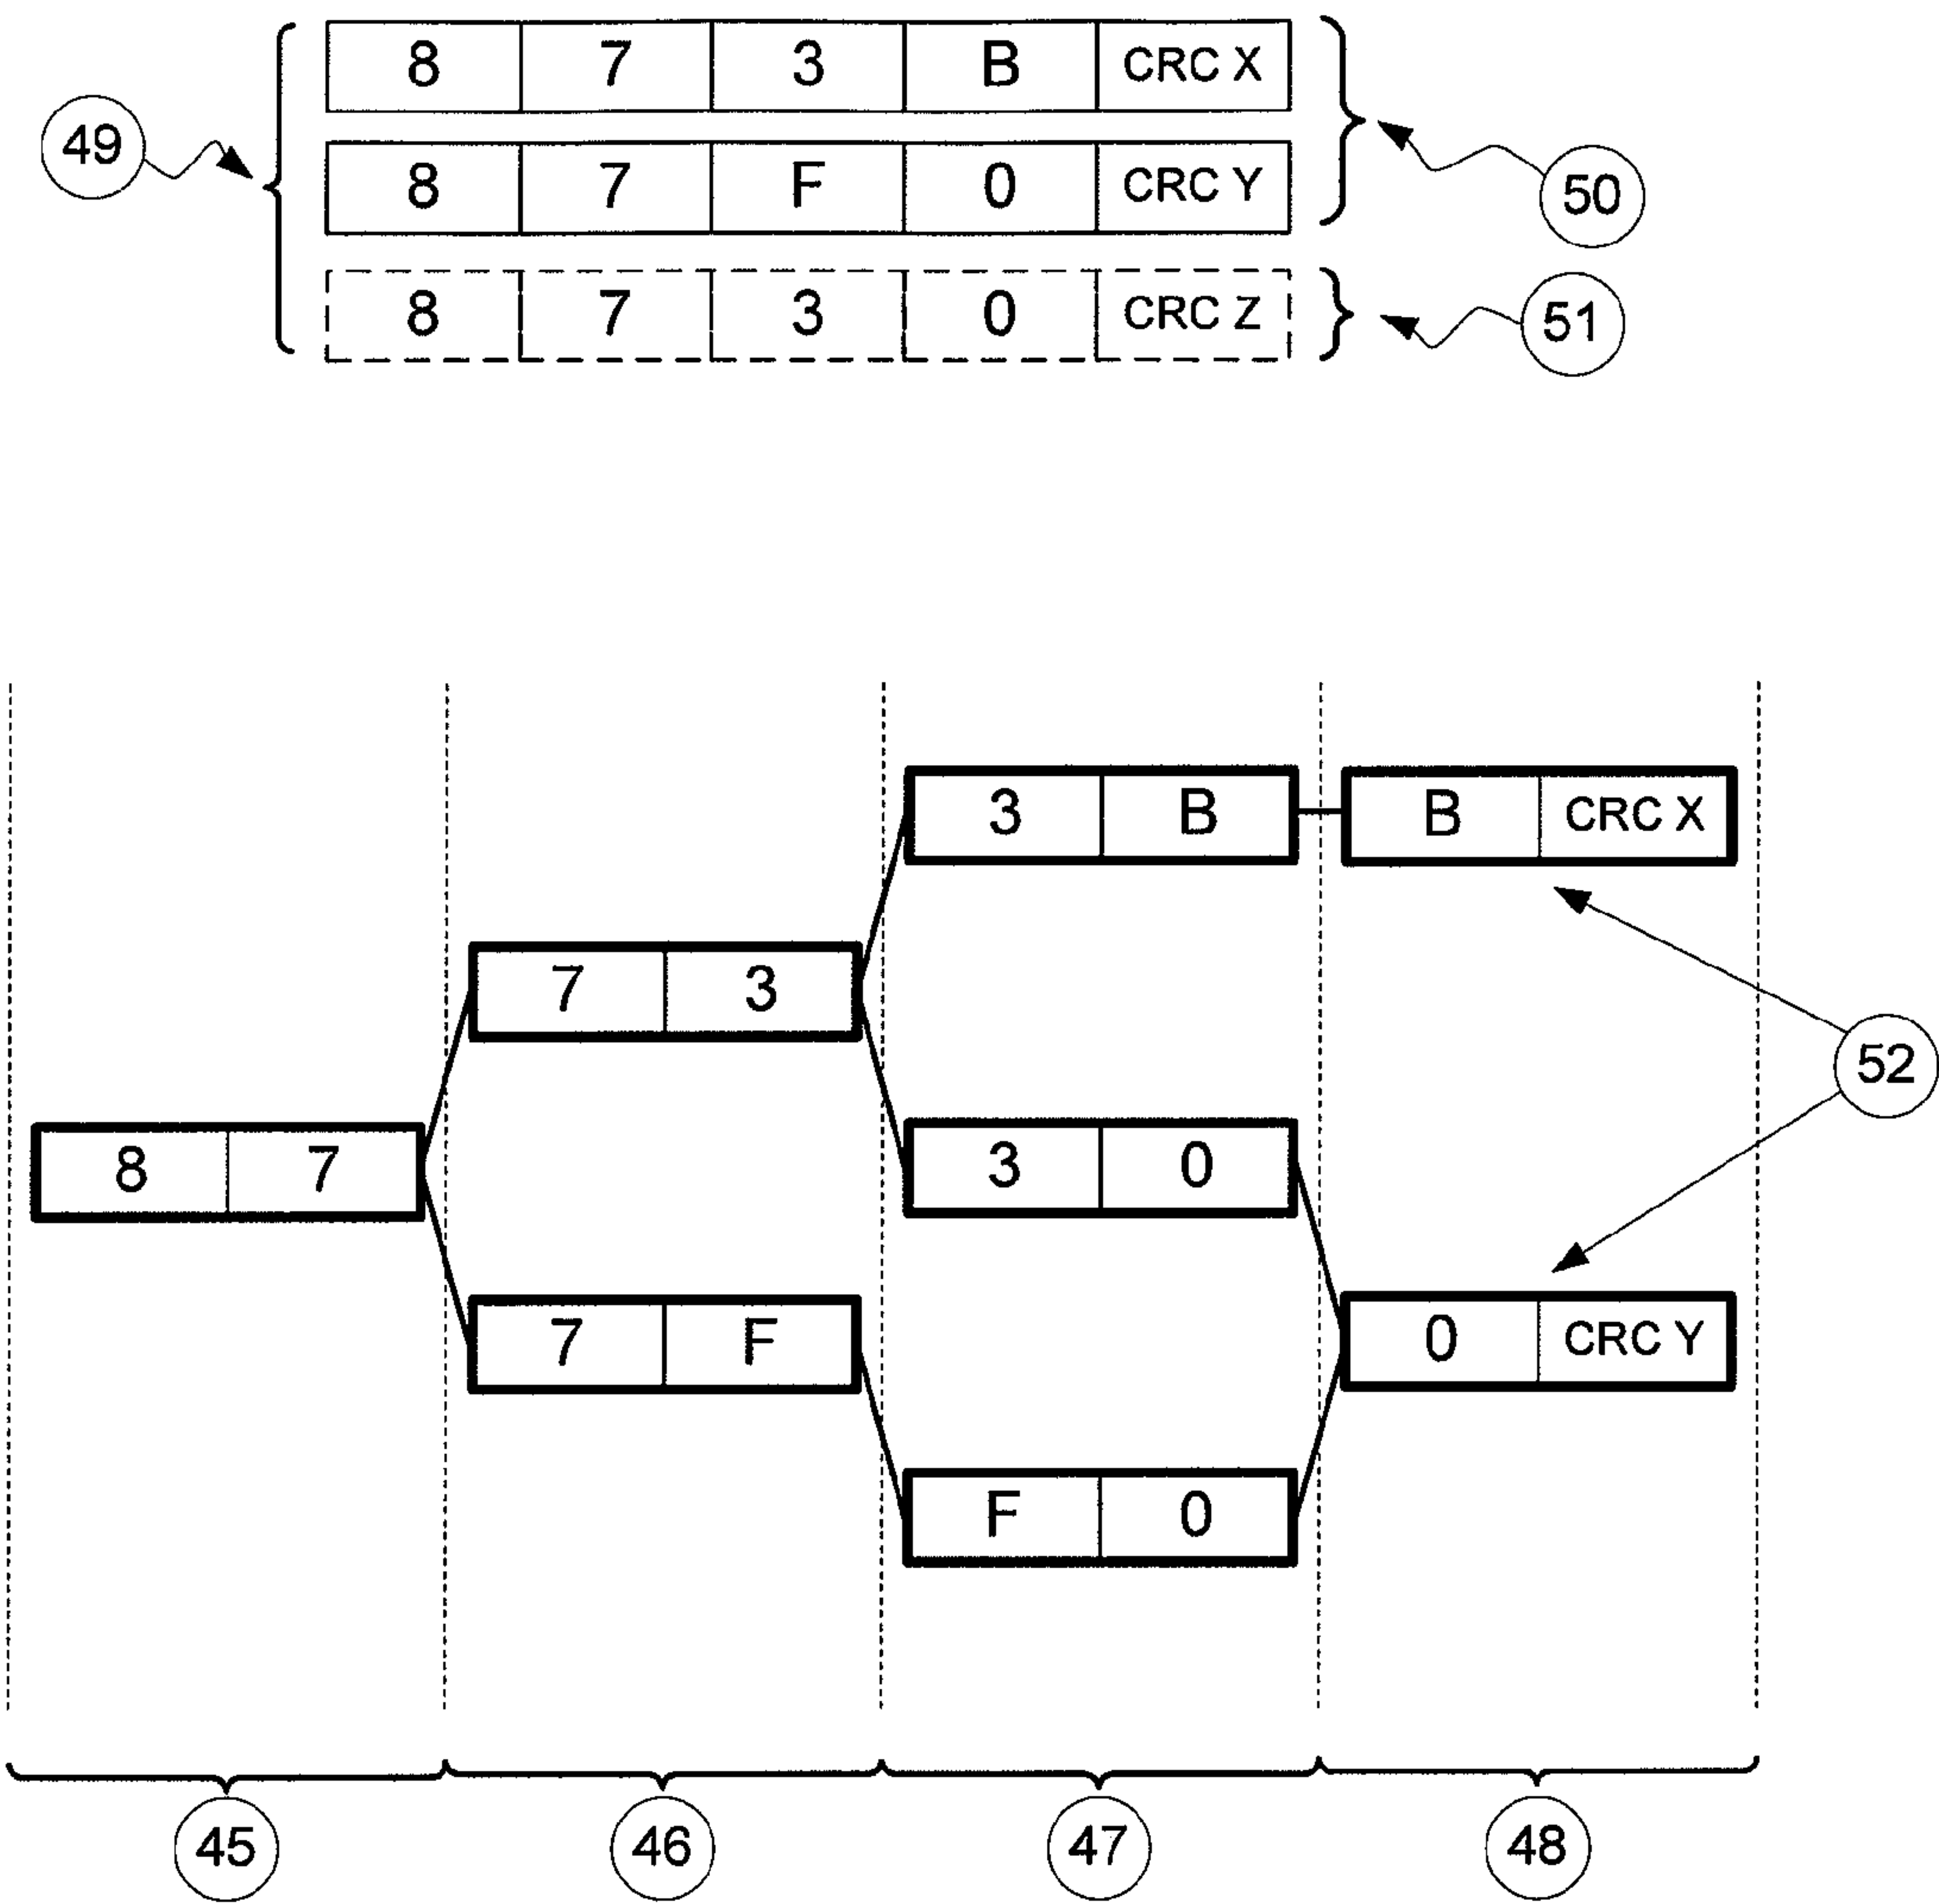 8 7 3 B CRC X
49
8 7 F 0 CRC Y
50
8 7 3 0 CRC Z
51
3 B
B CRC X
7 3
52
8 7
3 0
7 F
0 CRC Y
F 0
45 46 47 48